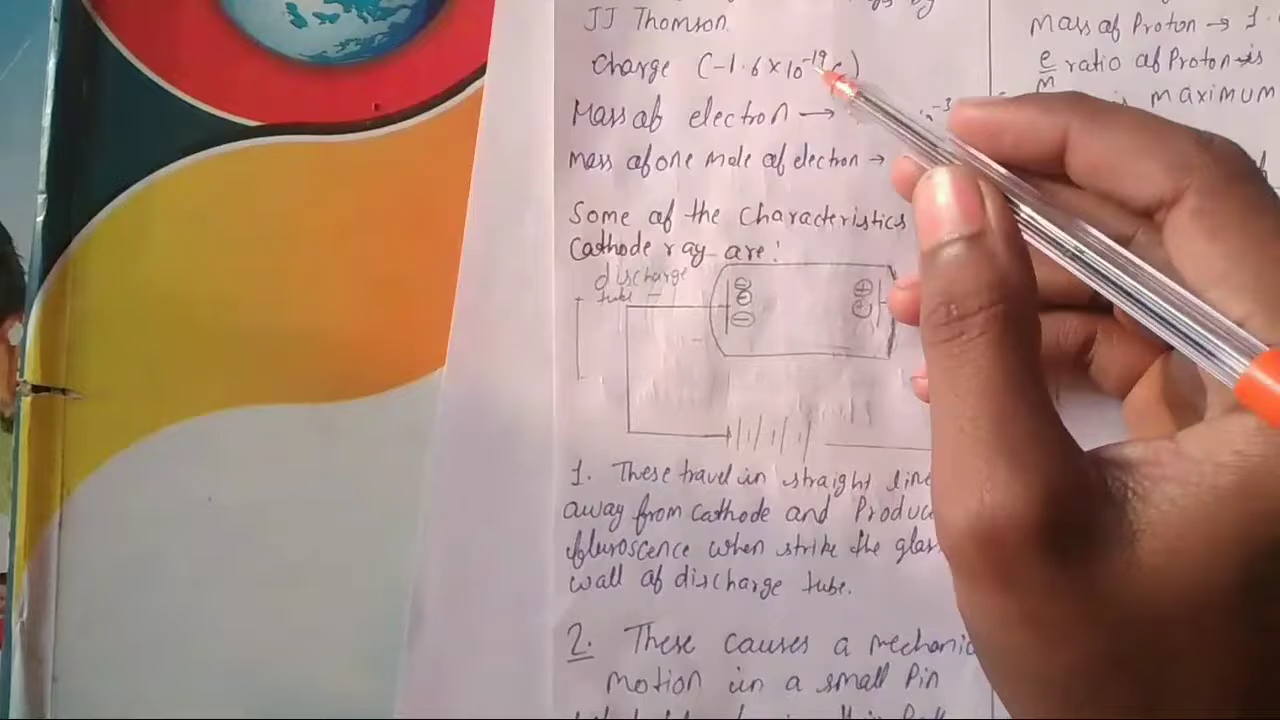 JJ Thomson.
Charge (-1.6×10⁻¹⁹c)
Mass of electron →
mass of one mole of electron →
Some of the characteristics
Cathode ray are:
discharge
tube
1. These travel in straight line
away from cathode and Produc
fluroscence when strike the glas
wall of discharge tube.
2. These causes a mechanic
motion in a small Pin
Mass of Proton → 1.
e/m ratio of Proton is
maximum